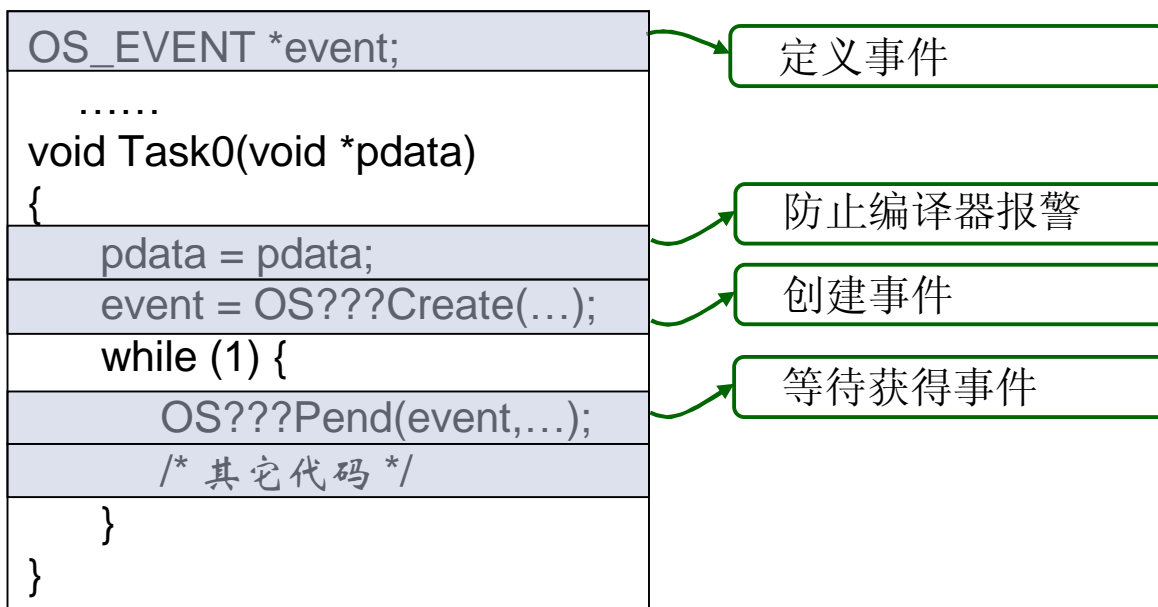 OS_EVENT *event;
定义事件
……
void Task0(void *pdata)
{
pdata = pdata;
防止编译器报警
event = OS???Create(…);
创建事件
while (1) {
OS???Pend(event,…);
等待获得事件
/* 其它代码 */
}
}